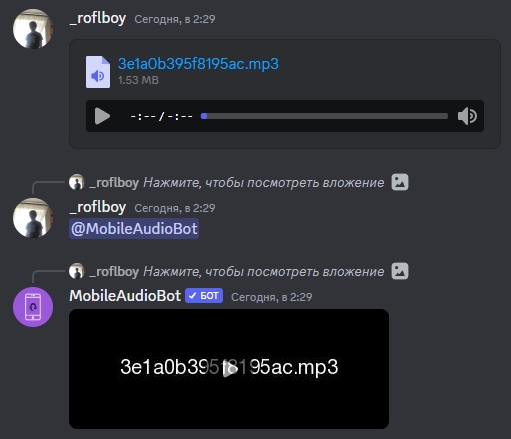 _roflboy Сегодня, в 2:29
3e1a0b395f8195ac.mp3
1.53 MB
-:-- / -:--
_roflboy Нажмите, чтобы посмотреть вложение
_roflboy Сегодня, в 2:29
@MobileAudioBot
_roflboy Нажмите, чтобы посмотреть вложение
MobileAudioBot БОТ Сегодня, в 2:29
3e1a0b395f8195ac.mp3